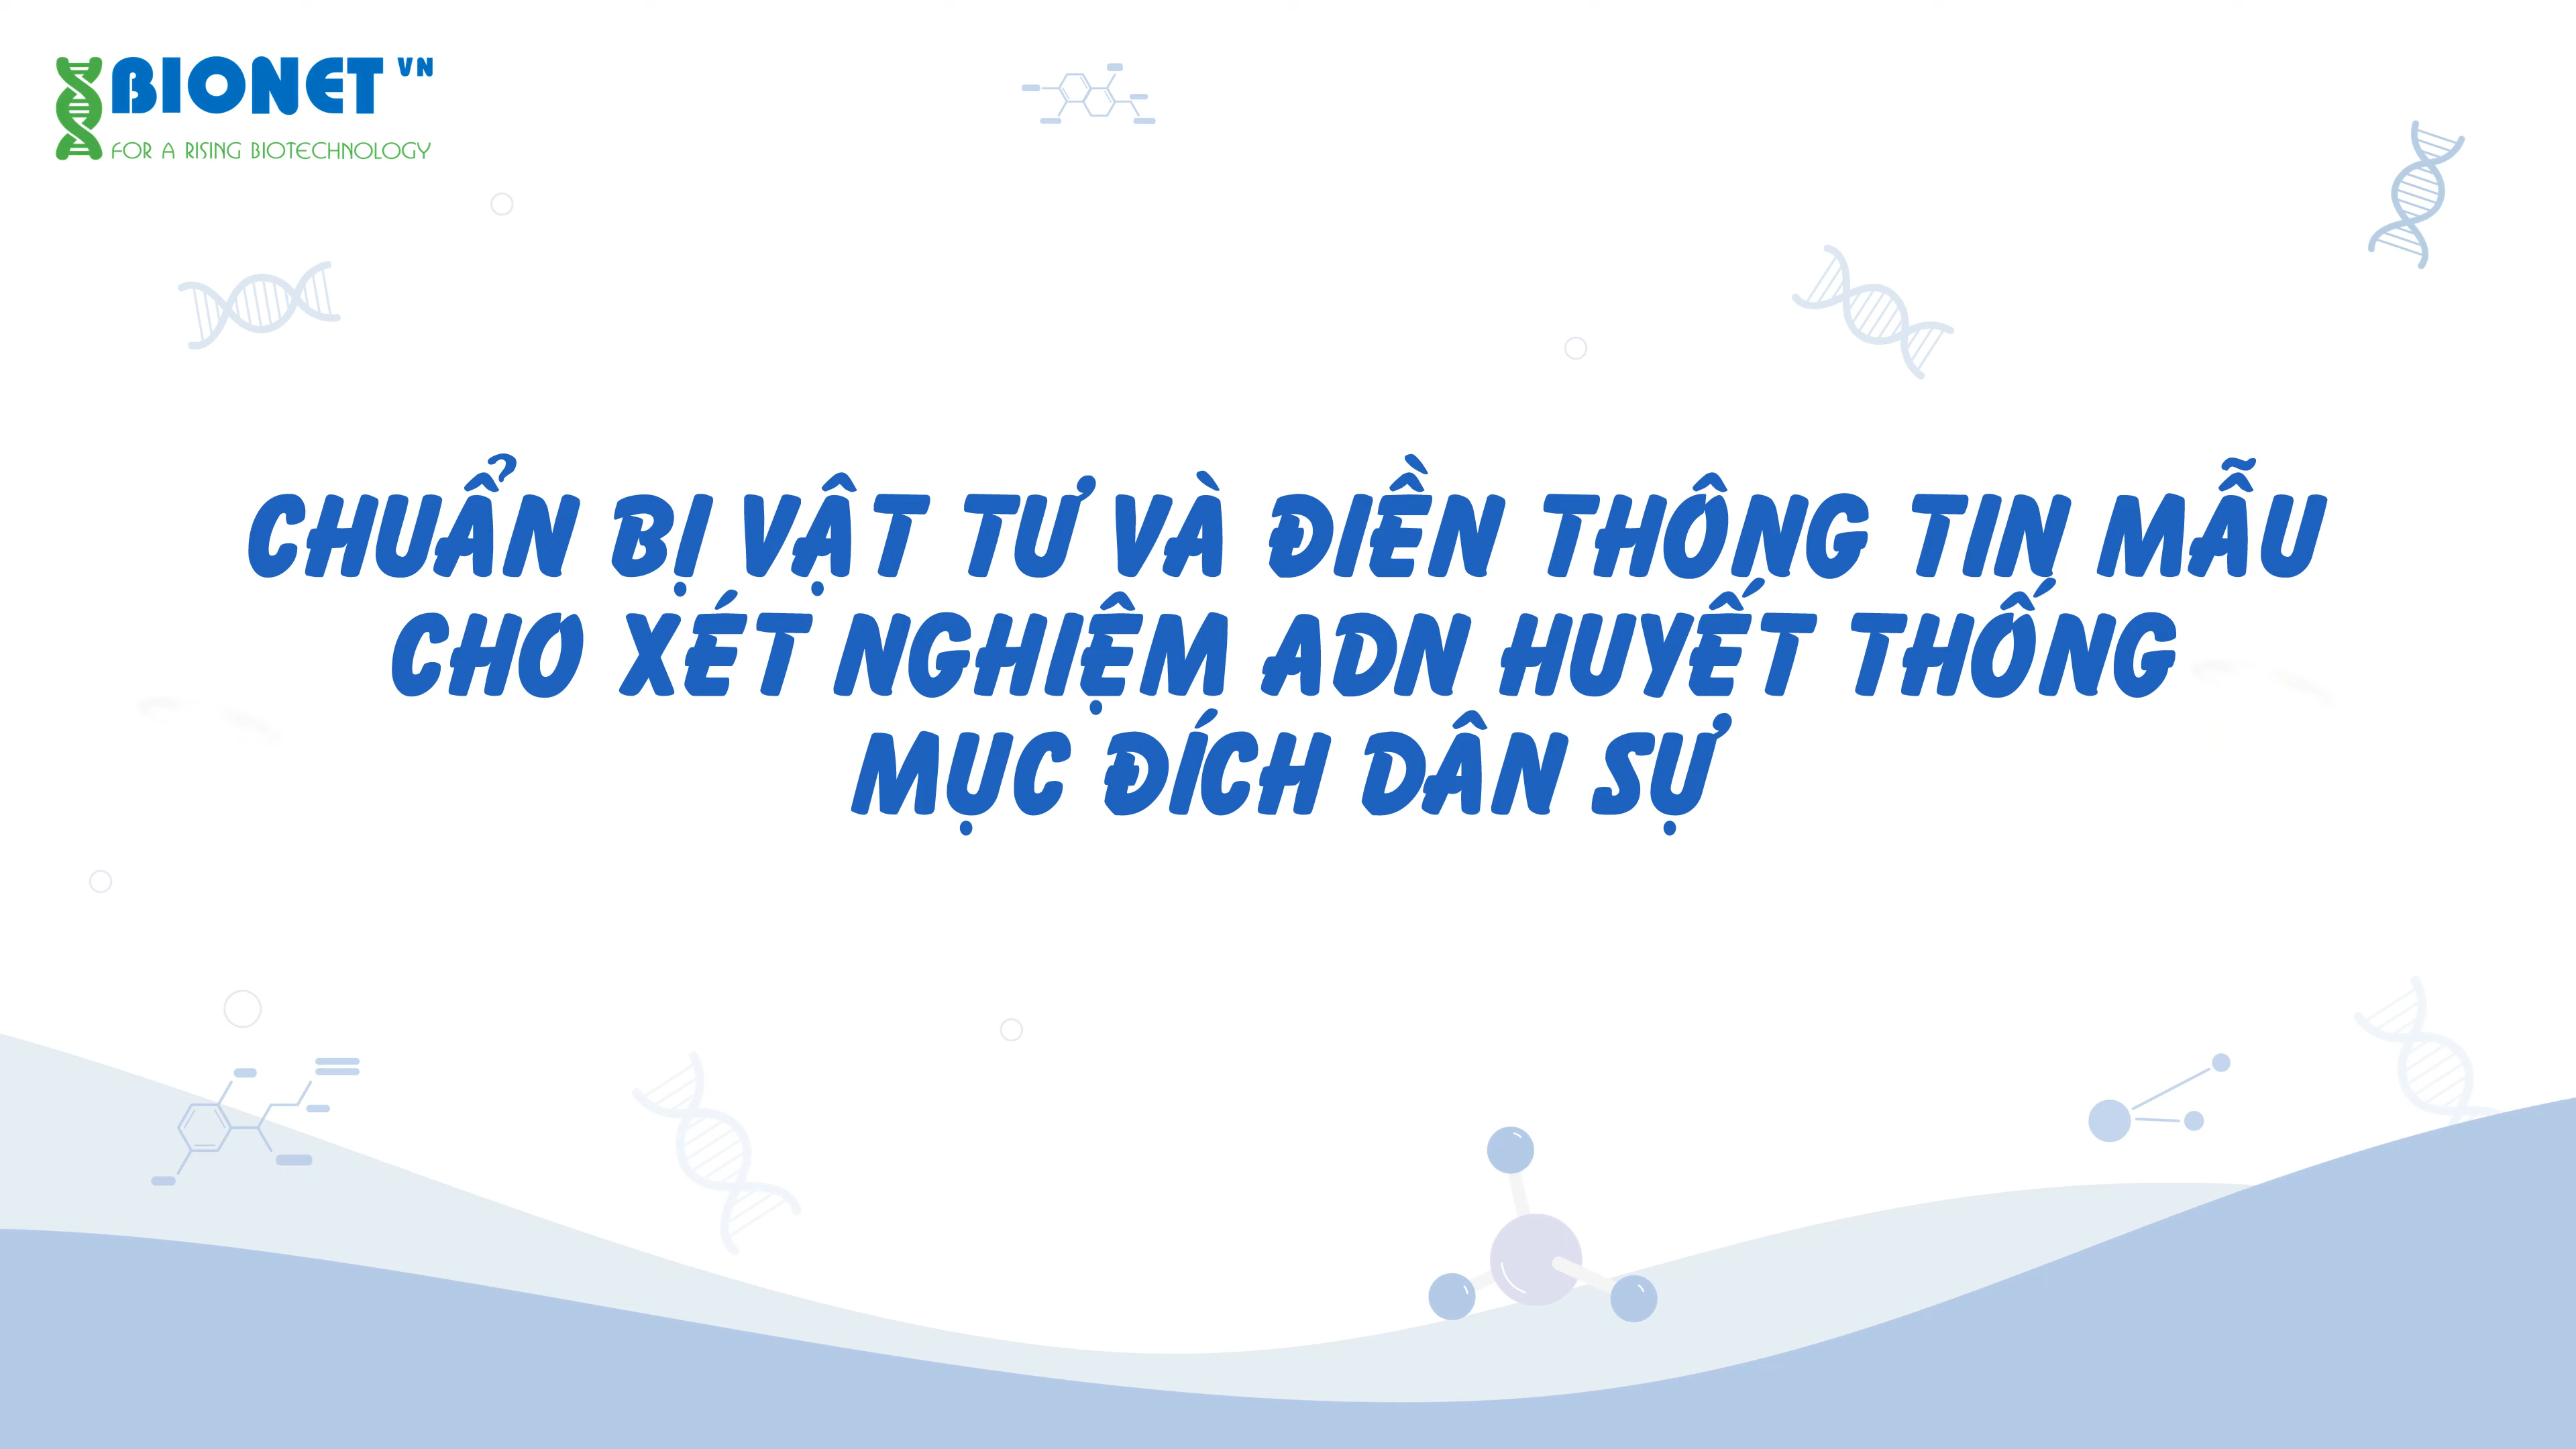 BIONET VN
FOR A RISING BIOTECHNOLOGY
CHUẨN BỊ VẬT TƯ VÀ ĐIỀN THÔNG TIN MẪU
CHO XÉT NGHIỆM ADN HUYẾT THỐNG
MỤC ĐÍCH DÂN SỰ